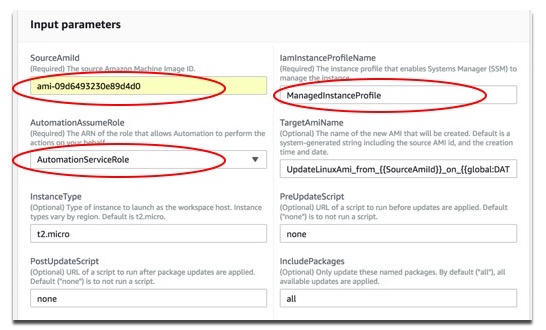 Input parameters
SourceAmiId
(Required) The source Amazon Machine Image ID.
ami-09d6493230e89d4d0
IamInstanceProfileName
(Required) The instance profile that enables Systems Manager (SSM) to
manage the instance.
ManagedInstanceProfile
AutomationAssumeRole
(Required) The ARN of the role that allows Automation to perform the
actions on your behalf.
AutomationServiceRole
TargetAmiName
(Optional) The name of the new AMI that will be created. Default is a
system-generated string including the source AMI id, and the creation
time and date.
UpdateLinuxAmi_from_{{SourceAmiId}}_on_{{global:DAT
InstanceType
(Optional) Type of instance to launch as the workspace host. Instance
types vary by region. Default is t2.micro.
t2.micro
PreUpdateScript
(Optional) URL of a script to run before updates are applied. Default
("none") is to not run a script.
none
PostUpdateScript
(Optional) URL of a script to run after package updates are applied.
Default ("none") is to not run a script.
none
IncludePackages
(Optional) Only update these named packages. By default ("all"), all
available updates are applied.
all